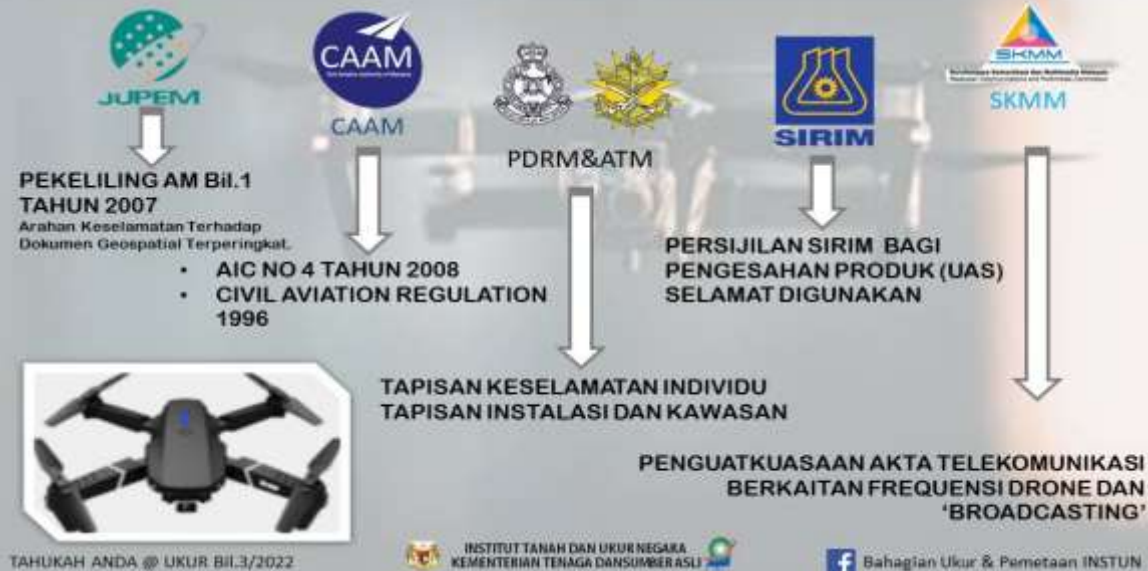 JUPEM
CAAM
CAAM
PDRM&ATM
SIRIM
SKMM
SKMM
PEKELILING AM Bil.1
TAHUN 2007
Arahan Keselamatan Terhadap
Dokumen Geospatial Terperingkat.
• AIC NO 4 TAHUN 2008
• CIVIL AVIATION REGULATION
1996
TAPISAN KESELAMATAN INDIVIDU
TAPISAN INSTALASI DAN KAWASAN
PERSIJILAN SIRIM BAGI
PENGESAHAN PRODUK (UAS)
SELAMAT DIGUNAKAN
PENGUATKUASAAN AKTA TELEKOMUNIKASI
BERKAITAN FREQUENSI DRONE DAN
'BROADCASTING'
TAHUKAH ANDA @ UKUR Bil.3/2022
INSTITUT TANAH DAN UKUR NEGARA
KEMENTERIAN TENAGA DAN SUMBER ASLI
Bahagian Ukur & Pemetaan INSTUN